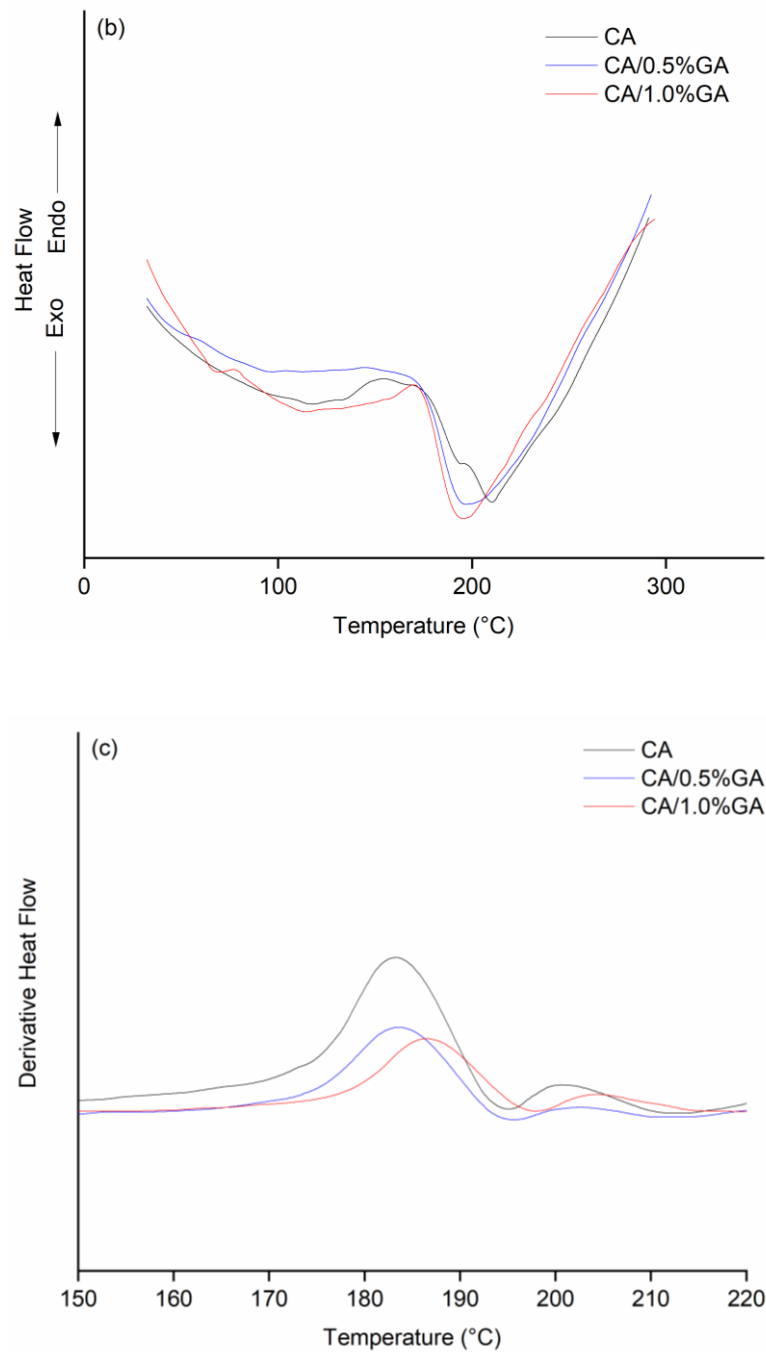 (b)
CA
CA/0.5%GA
CA/1.0%GA
Heat Flow
Exo Endo
0 100 200 300
Temperature (°C)
(c)
CA
CA/0.5%GA
CA/1.0%GA
Derivative Heat Flow
150 160 170 180 190 200 210 220
Temperature (°C)